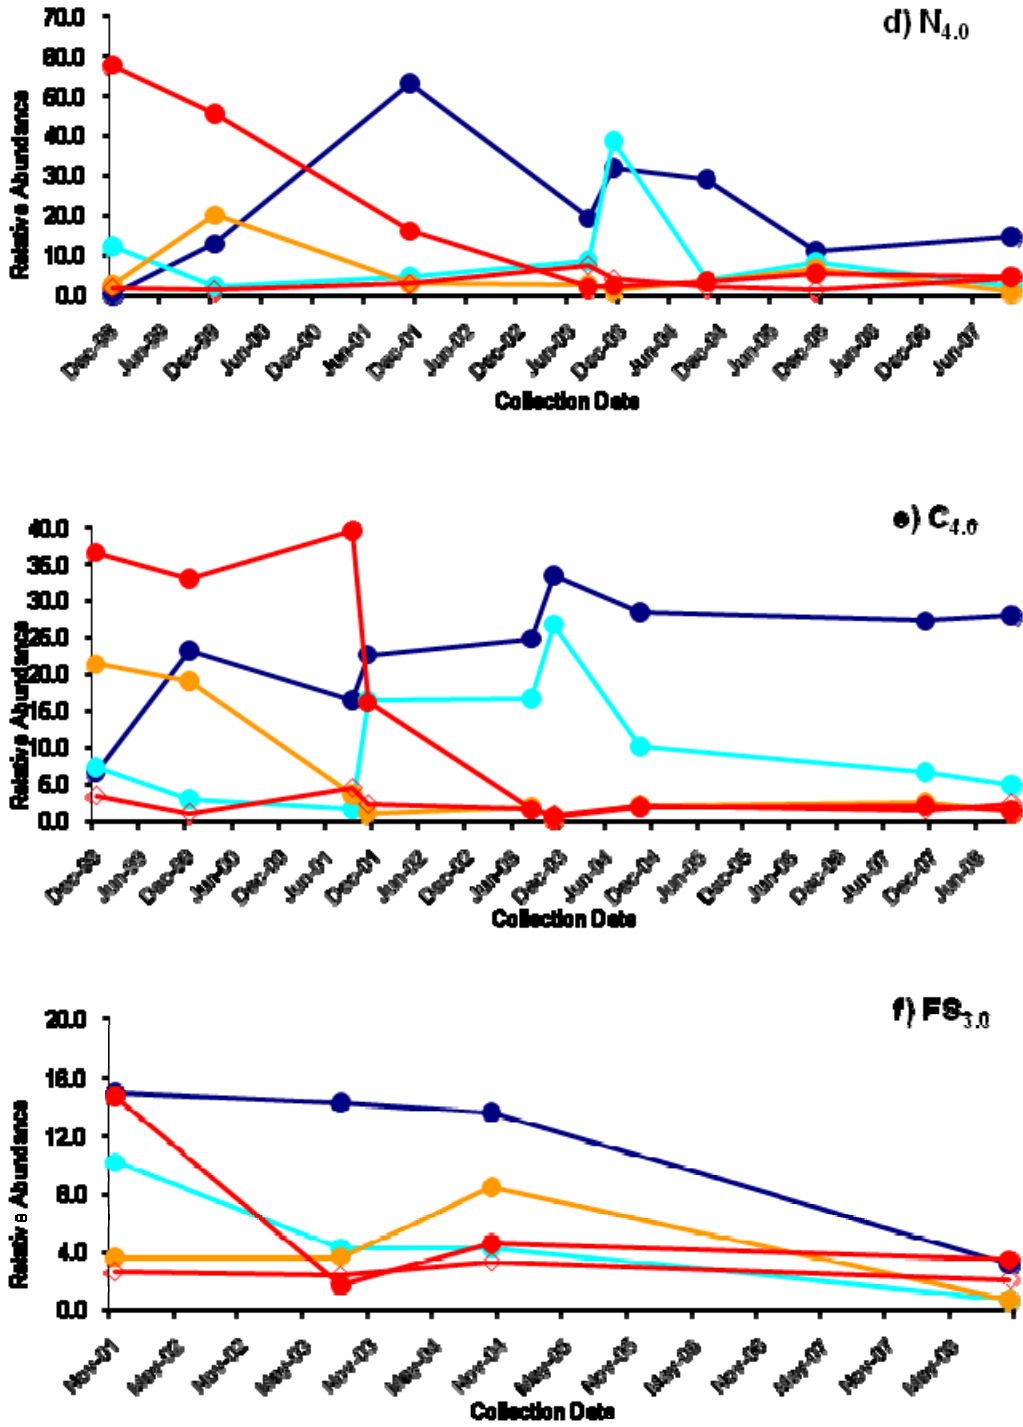 d) N4.0
70.0
60.0
50.0
40.0
30.0
20.0
10.0
0.0
Relative Abundance
Dec-98 Jun-99 Dec-99 Jun-00 Dec-00 Jun-01 Dec-01 Jun-02 Dec-02 Jun-03 Dec-03 Jun-04 Dec-04 Jun-05 Dec-05 Jun-06 Dec-06 Jun-07
Collection Date
e) C4.0
40.0
35.0
30.0
25.0
20.0
15.0
10.0
5.0
0.0
Relative Abundance
Dec-98 Jun-99 Dec-99 Jun-00 Dec-00 Jun-01 Dec-01 Jun-02 Dec-02 Jun-03 Dec-03 Jun-04 Dec-04 Jun-05 Dec-05 Jun-06 Dec-06 Jun-07 Dec-07 Jun-08
Collection Date
f) FS3.0
20.0
16.0
12.0
8.0
4.0
0.0
Relative Abundance
Nov-01 May-02 Nov-02 May-03 Nov-03 May-04 Nov-04 May-05 Nov-05 May-06 Nov-06 May-07 Nov-07 May-08
Collection Date